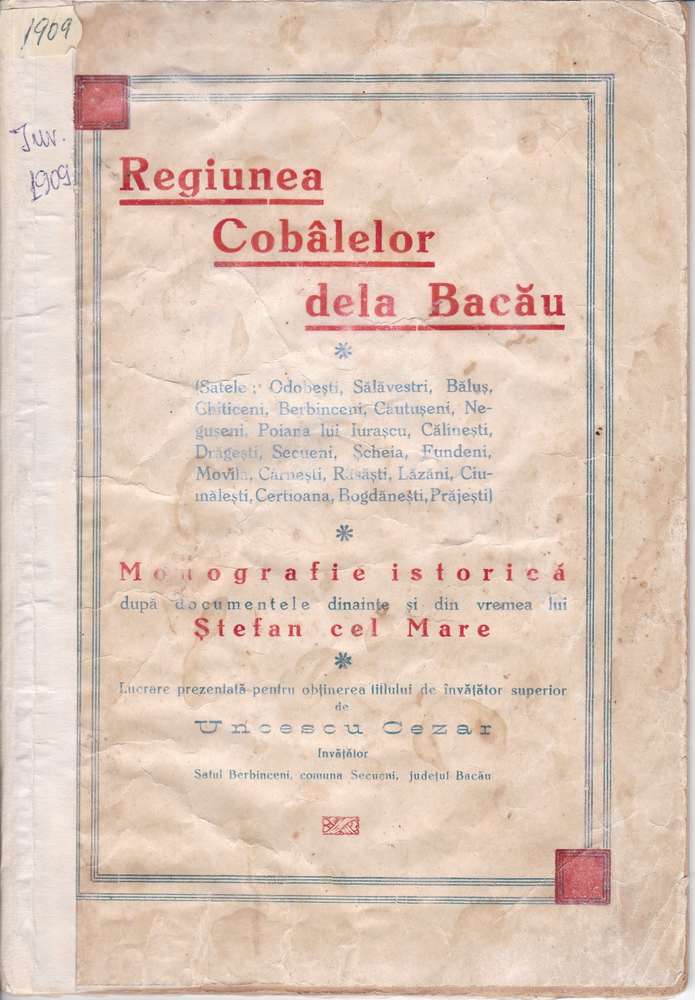 1909
Inv.
1909
Regiunea
Cobâlelor
dela Bacău
(Satele: Odobești, Sălăvestri, Băluș,
Ghiticeni, Berbinceni, Căutușeni, Ne-
guseni, Poiana lui Iurașcu, Călinești,
Drăgești, Secueni, Șcheia, Fundeni,
Movila, Cârnești, Râsăști, Lăzăni, Ciu-
mălești, Certioana, Bogdănești, Prăjești)
Monografie istorică
după documentele dinainte și din vremea lui
Ștefan cel Mare
Lucrare prezentată pentru obținerea titlului de învățător superior
de
Uncescu Cezar
Învățător
Satul Berbinceni, comuna Secueni, județul Bacău